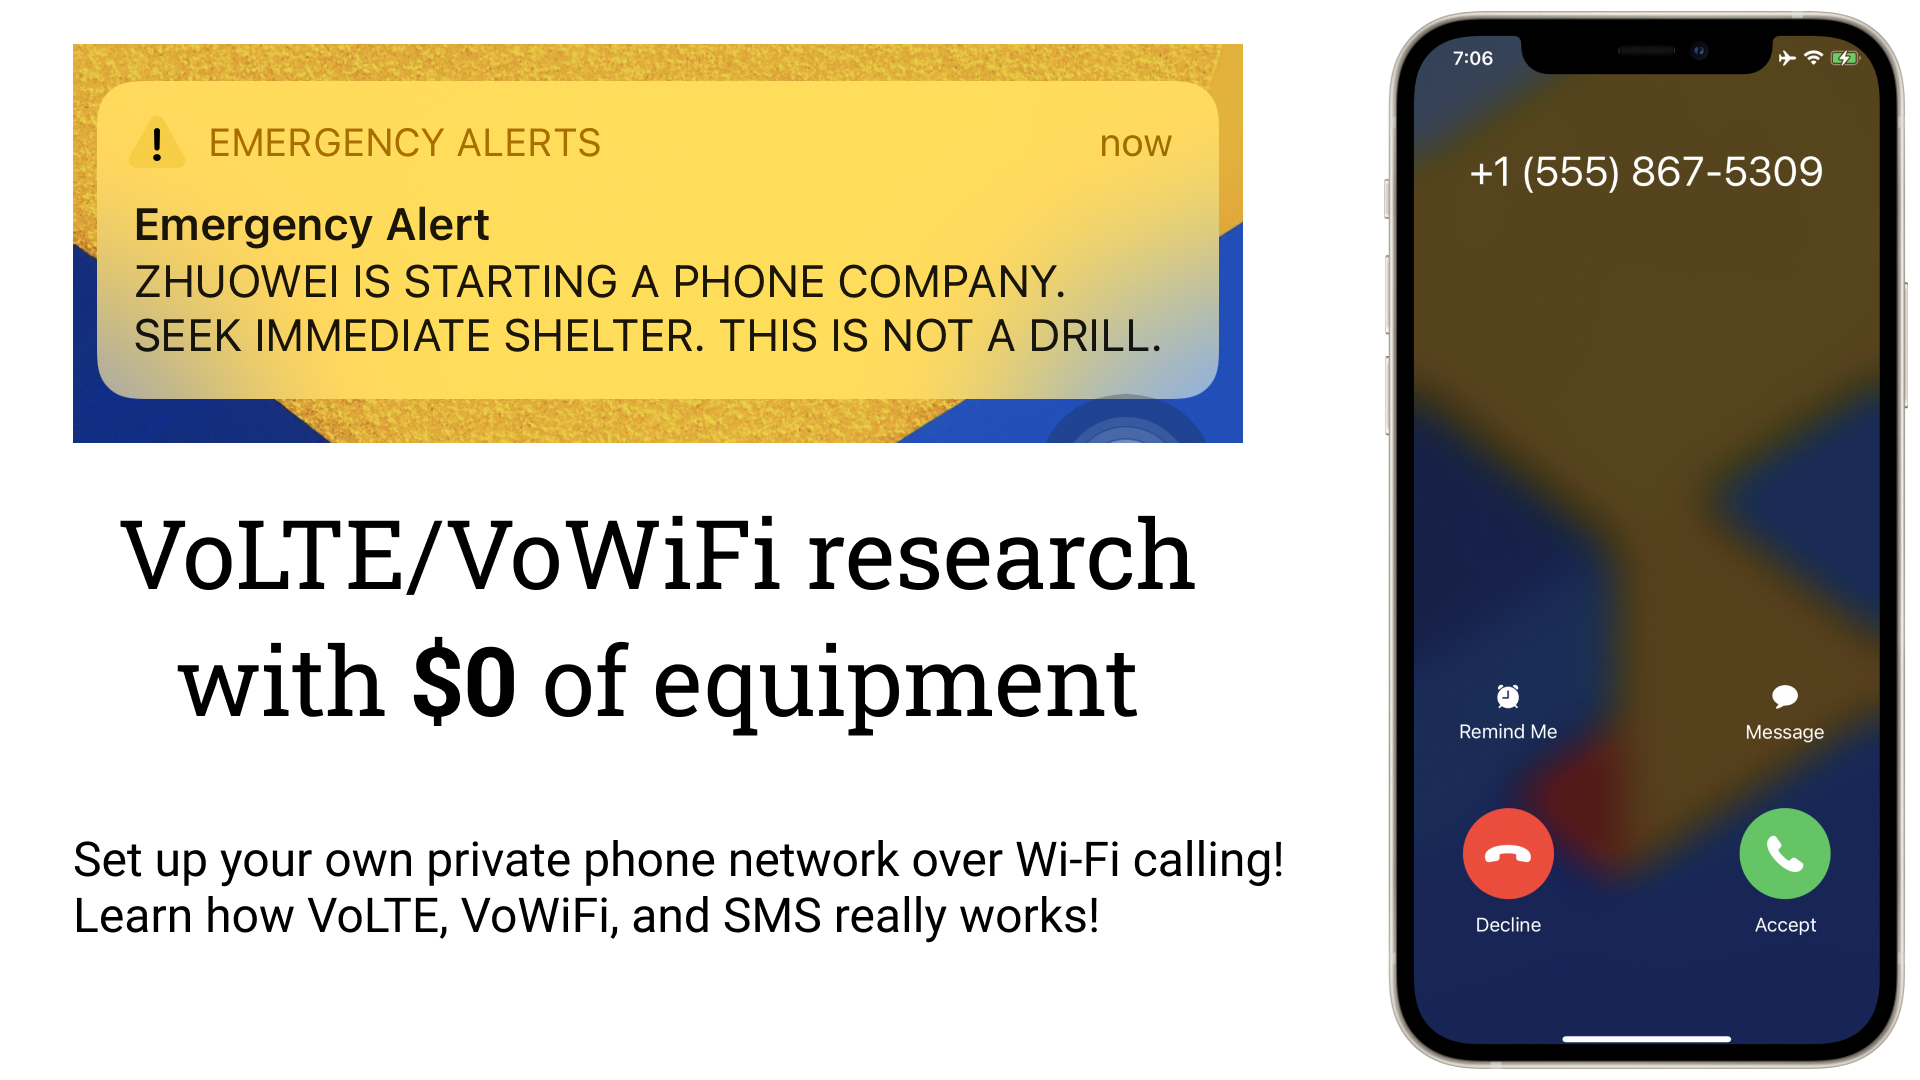 EMERGENCY ALERTS now
Emergency Alert
ZHUOWEI IS STARTING A PHONE COMPANY.
SEEK IMMEDIATE SHELTER. THIS IS NOT A DRILL.
VoLTE/VoWiFi research
with $0 of equipment
Set up your own private phone network over Wi-Fi calling!
Learn how VoLTE, VoWiFi, and SMS really works!
7:06
+1 (555) 867-5309
Remind Me Message
Decline Accept